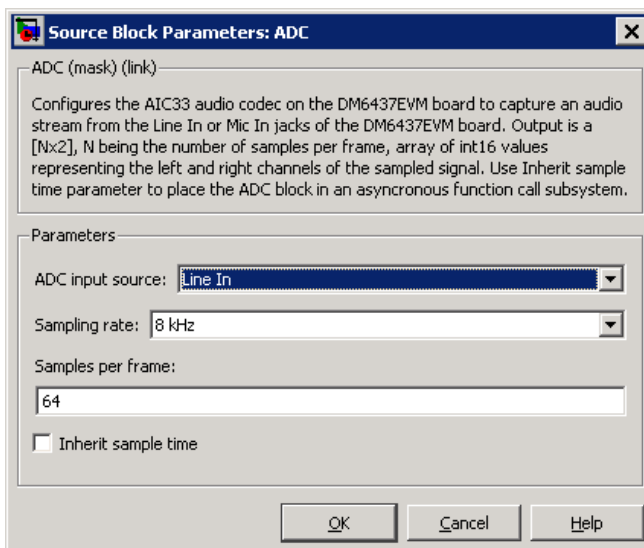 Source Block Parameters: ADC
ADC (mask) (link)
Configures the AIC33 audio codec on the DM6437EVM board to capture an audio
stream from the Line In or Mic In jacks of the DM6437EVM board. Output is a
[Nx2], N being the number of samples per frame, array of int16 values
representing the left and right channels of the sampled signal. Use Inherit sample
time parameter to place the ADC block in an asyncronous function call subsystem.
Parameters
ADC input source: Line In
Sampling rate: 8 kHz
Samples per frame:
64
Inherit sample time
OK Cancel Help